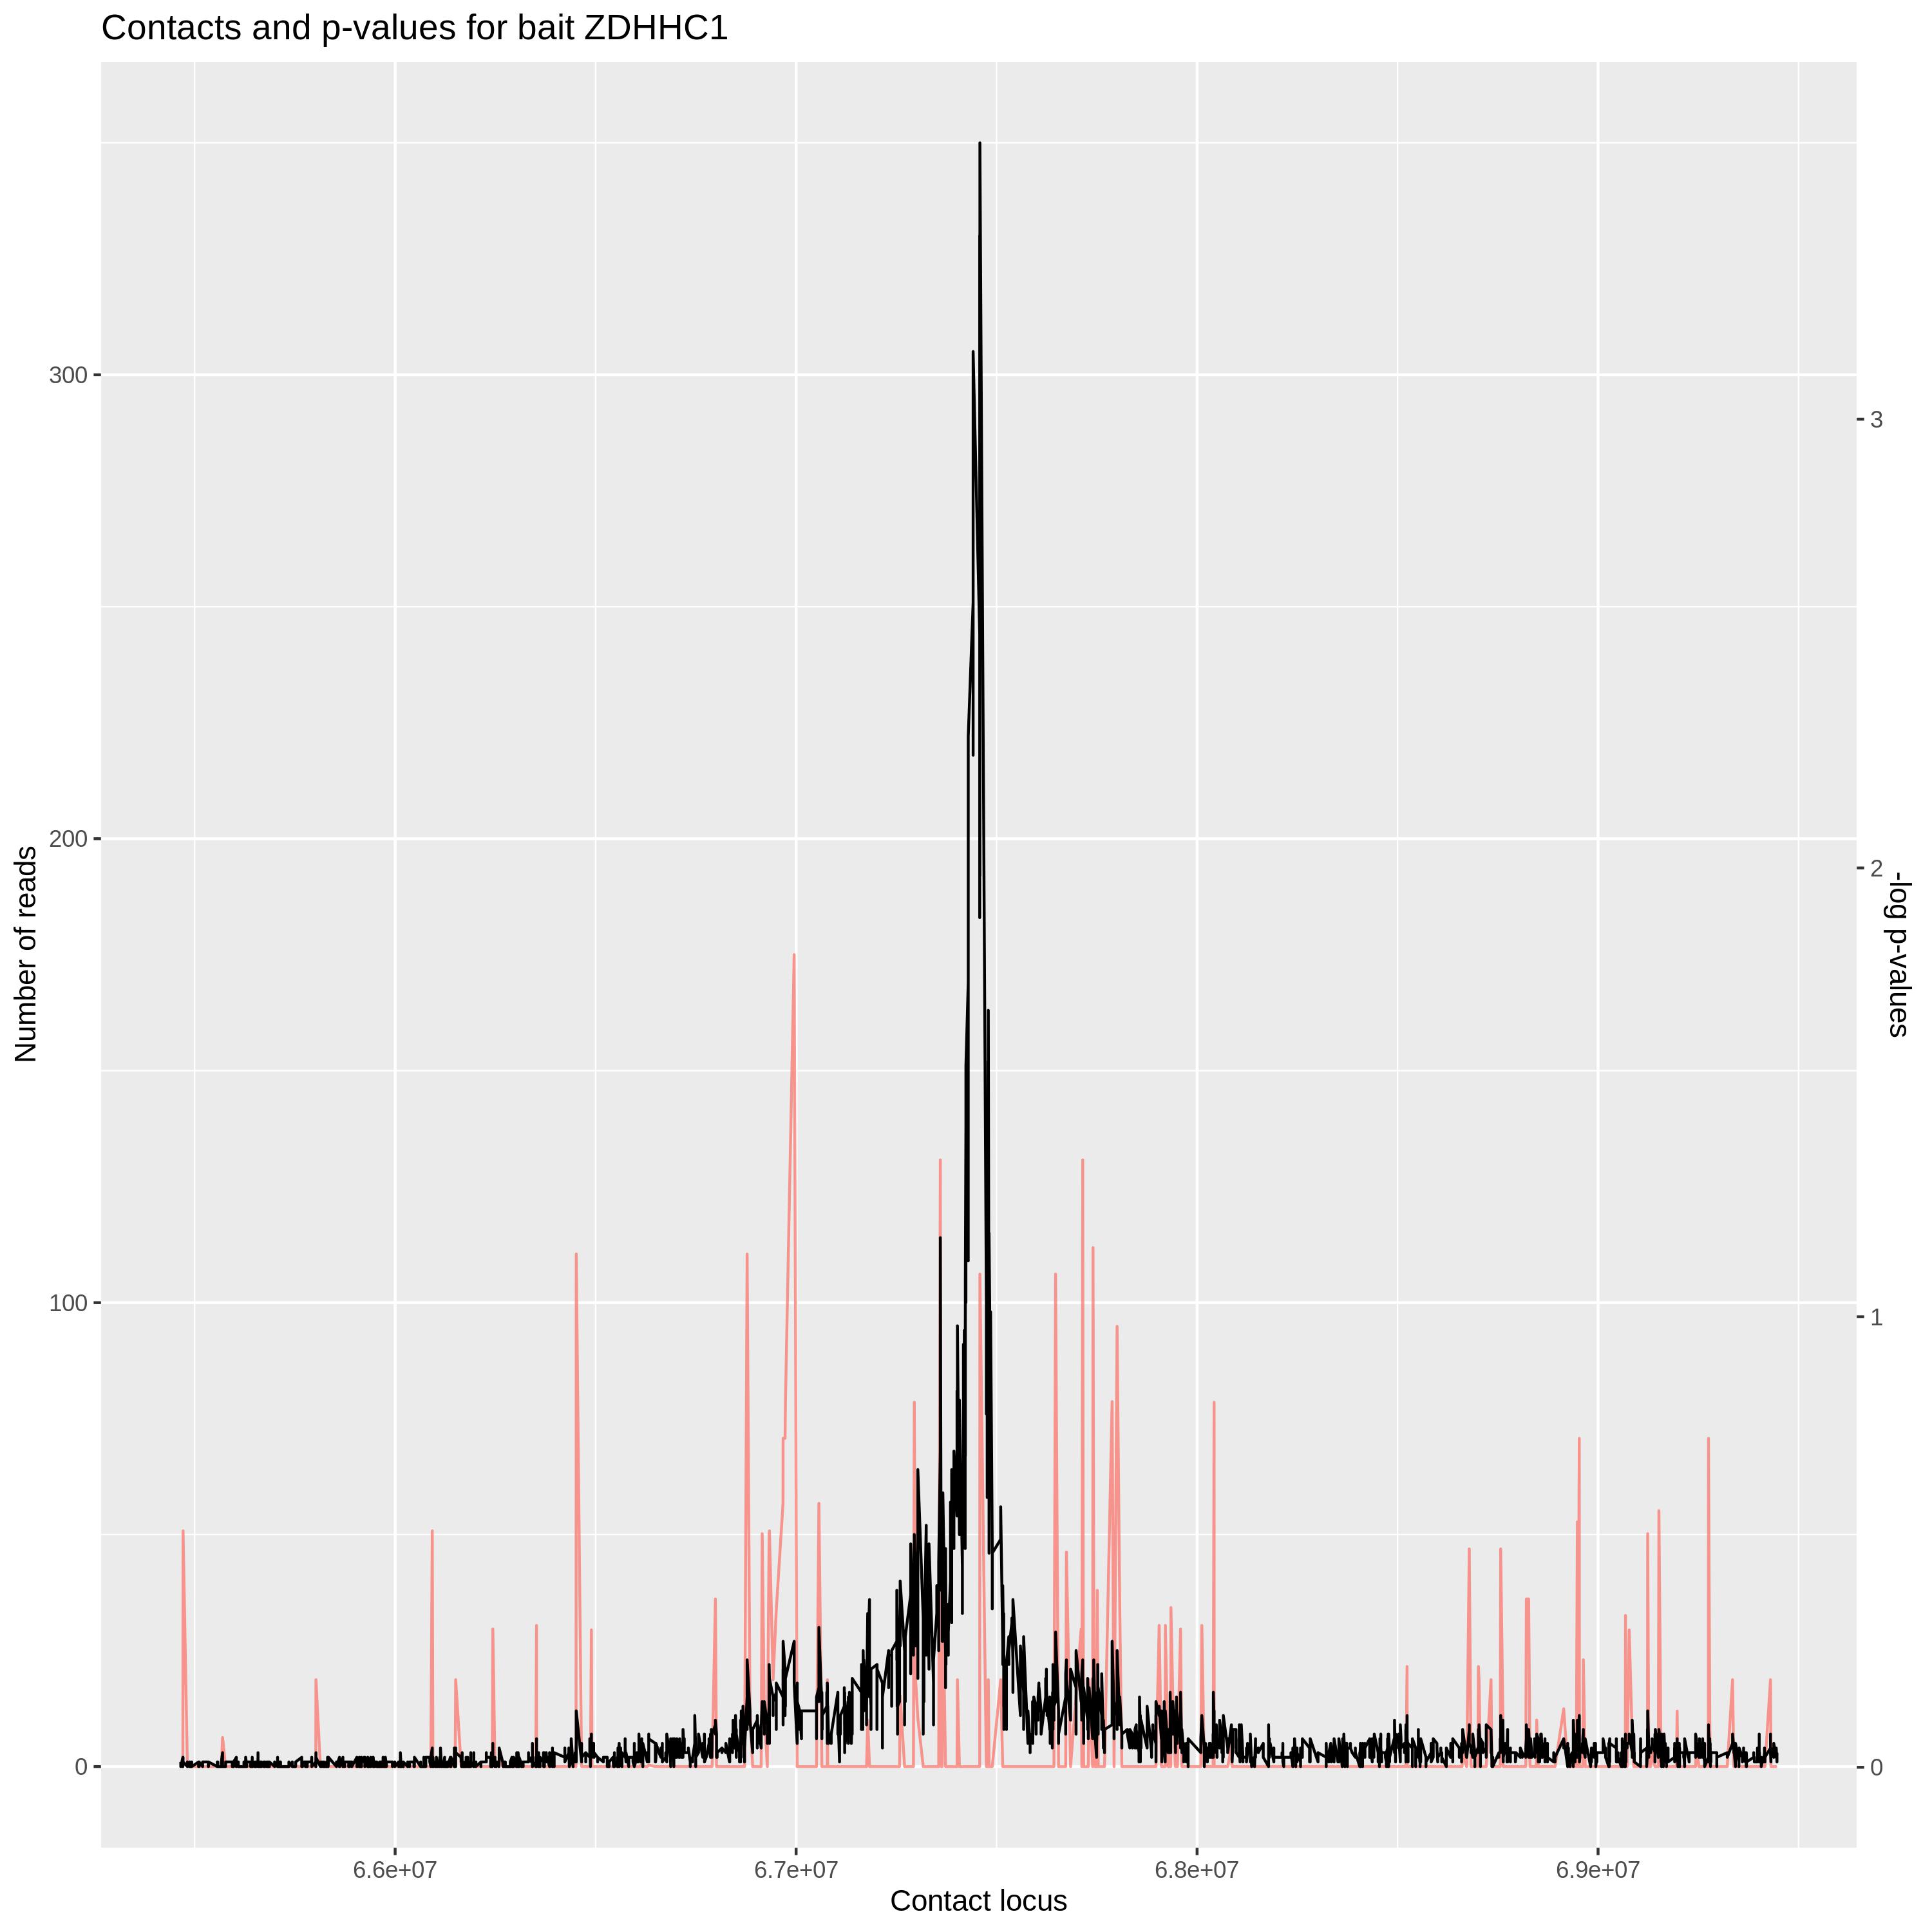 Contacts and p-values for bait ZDHHC1
300
200
100
0
Number of reads
3
2
1
0
-log p-values
6.6e+07
6.7e+07
6.8e+07
6.9e+07
Contact locus